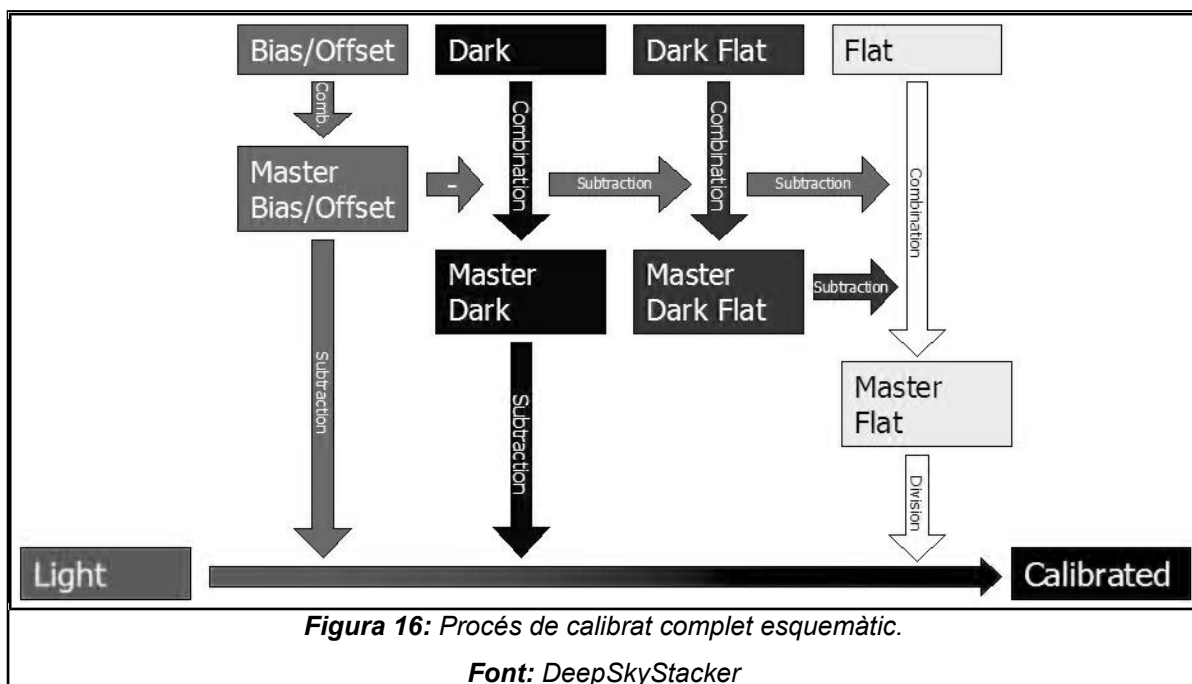 Bias/Offset
Dark
Dark Flat
Flat
Comb.
Combination
Combination
Combination
Master
Bias/Offset
-
Subtraction
Subtraction
Master
Dark
Master
Dark Flat
Subtraction
Master
Flat
Subtraction
Subtraction
Division
Light
Calibrated
Figura 16: Procés de calibrat complet esquemàtic.
Font: DeepSkyStacker